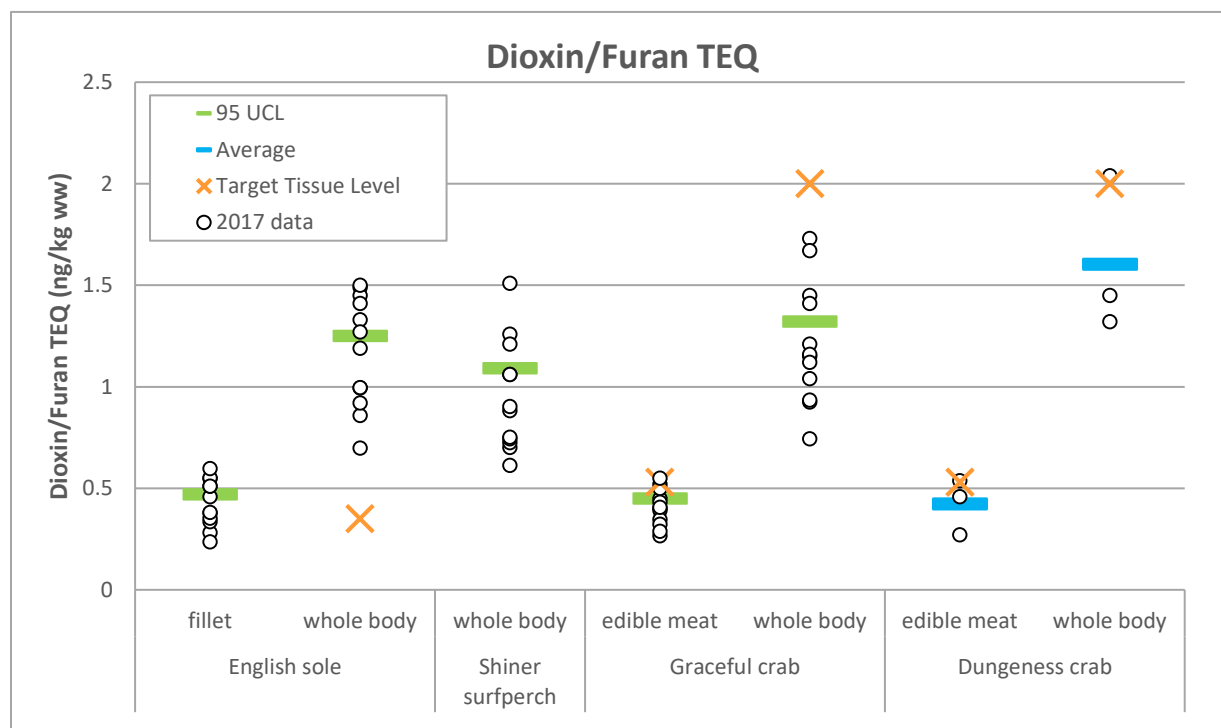 Dioxin/Furan TEQ
2.5
2
1.5
1
0.5
0
Dioxin/Furan TEQ (ng/kg ww)
95 UCL
Average
Target Tissue Level
2017 data
fillet
whole body
whole body
edible meat
whole body
edible meat
whole body
English sole
Shiner
surfperch
Graceful crab
Dungeness crab